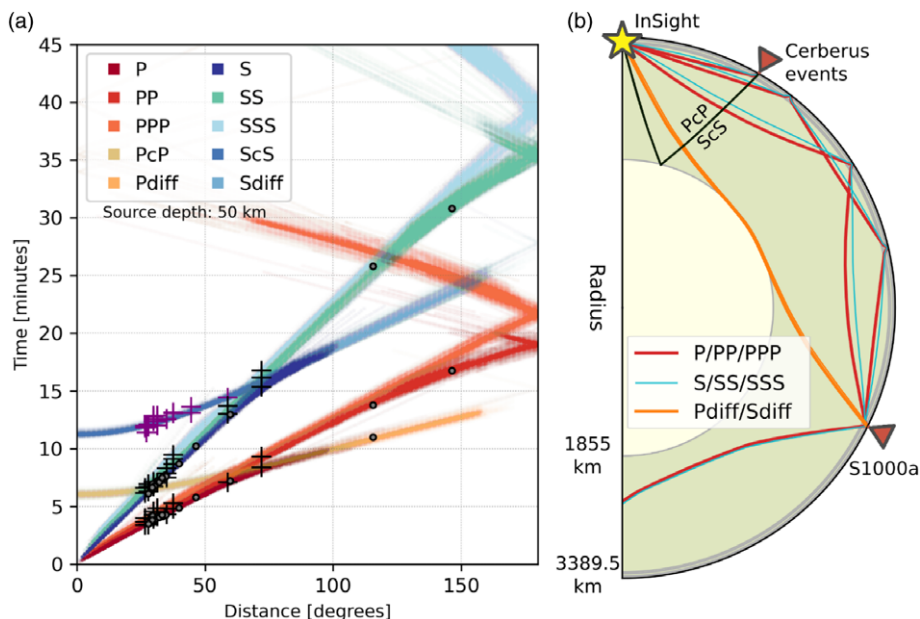 (a)
45
40
35
30
25
20
15
10
5
0
Time [minutes]
P
PP
PPP
PcP
Pdiff
S
SS
SSS
ScS
Sdiff
Source depth: 50 km
0
50
100
150
Distance [degrees]
(b)
InSight
Cerberus
events
PcP
ScS
Radius
P/PP/PPP
S/SS/SSS
Pdiff/Sdiff
1855
km
S1000a
3389.5
km